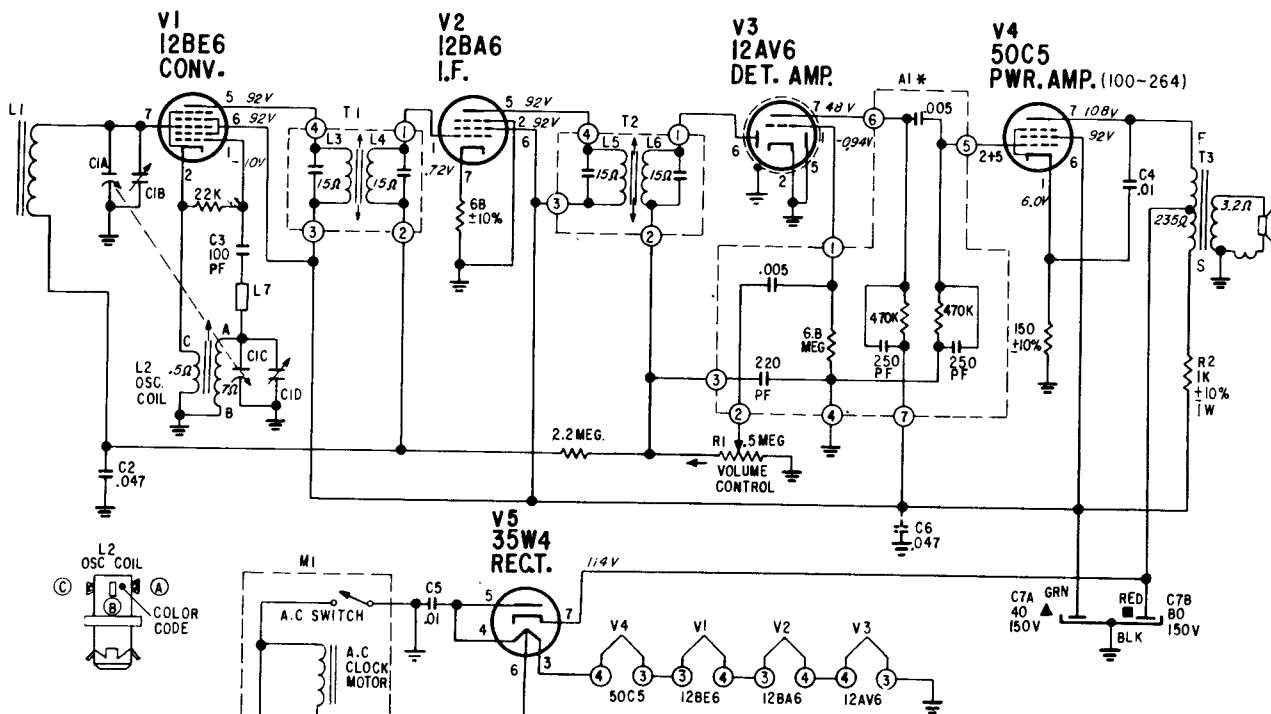 V1
12BE6
CONV.
V2
12BA6
I.F.
V3
12AV6
DET. AMP.
V4
50C5
PWR. AMP. (100-264)
L1
7
5
92V
6
92V
1
-10V
2
22K
C1A
C1B
C3
100
PF
L7
A
C
B
L2
OSC.
COIL
.5Ω
7Ω
C1C
C1D
C2
.047
T1
4
L3
L4
1
15Ω
15Ω
3
2
.72V
5
92V
2
92V
6
7
68
±10%
T2
4
L5
L6
1
15Ω
15Ω
3
2
6
2
5
7
48V
-.094V
A1 *
6
.005
5
1
.005
6.8
MEG
470K
470K
250
PF
250
PF
220
PF
3
2
4
7
2.2 MEG.
R1
.5 MEG
VOLUME
CONTROL
C6
.047
7
108V
92V
2+5
6
1
6.0V
150
±10%
C4
.01
F
T3
235Ω
3.2Ω
S
R2
1K
±10%
1W
L2
OSC COIL
C
A
B
COLOR
CODE
M1
A.C SWITCH
A.C
CLOCK
MOTOR
C5
.01
V5
35W4
RECT.
5
4
6
3
7
114V
V4
V1
V2
V3
4
3
3
4
3
4
4
3
50C5
12BE6
12BA6
12AV6
C7A
40
150V
GRN
RED
BLK
C7B
80
150V